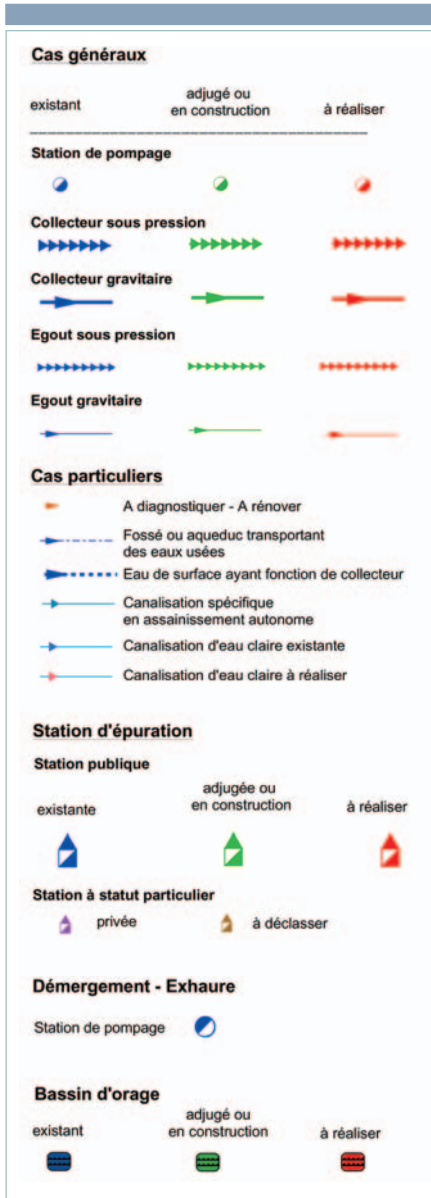 Cas généraux
existant
adjugé ou
en construction
à réaliser
Station de pompage
Collecteur sous pression
Collecteur gravitaire
Egout sous pression
Egout gravitaire
Cas particuliers
A diagnostiquer - A rénover
Fossé ou aqueduc transportant
des eaux usées
Eau de surface ayant fonction de collecteur
Canalisation spécifique
en assainissement autonome
Canalisation d'eau claire existante
Canalisation d'eau claire à réaliser
Station d'épuration
Station publique
existante
adjugée ou
en construction
à réaliser
Station à statut particulier
privée
à déclasser
Démergement - Exhaure
Station de pompage
Bassin d'orage
existant
adjugé ou
en construction
à réaliser